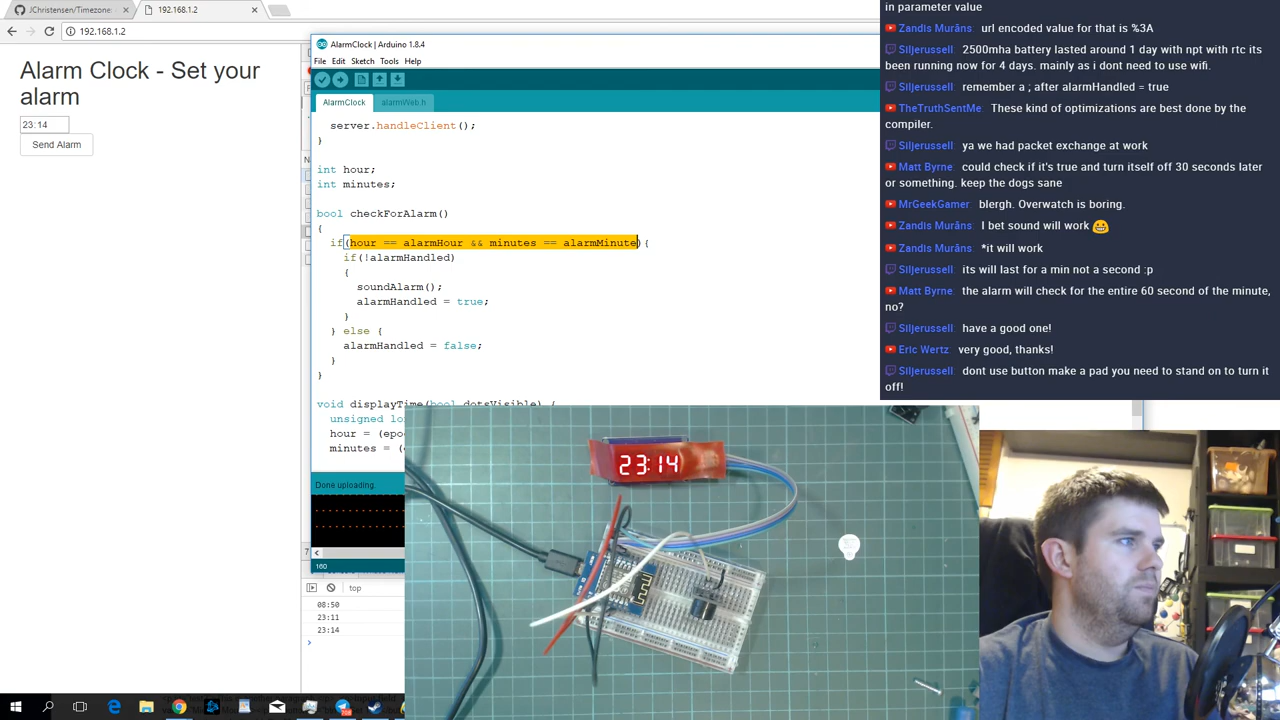 JChristensen/Timezone:
192.168.1.2
192.168.1.2
Alarm Clock - Set your
alarm
23:14
Send Alarm
AlarmClock | Arduino 1.8.4
File Edit Sketch Tools Help
AlarmClock
alarmWeb.h
server.handleClient();
}
int hour;
int minutes;
bool checkForAlarm()
{
if(hour == alarmHour && minutes == alarmMinute){
if(!alarmHandled)
{
soundAlarm();
alarmHandled = true;
}
} else {
alarmHandled = false;
}
}
void displayTime(bool dotsVisible) {
unsigned lo
hour = (epo
minutes = (
Done uploading.
160
top
08:50
23:11
23:14
in parameter value
Zandis Murāns url encoded value for that is %3A
Siljerussell 2500mha battery lasted around 1 day with npt with rtc its
been running now for 4 days. mainly as i dont need to use wifi.
Siljerussell remember a ; after alarmHandled = true
TheTruthSentMe These kind of optimizations are best done by the
compiler.
Siljerussell ya we had packet exchange at work
Matt Byrne could check if it's true and turn itself off 30 seconds later
or something. keep the dogs sane
MrGeekGamer blergh. Overwatch is boring.
Zandis Murāns I bet sound will work
Zandis Murāns *it will work
Siljerussell its will last for a min not a second :p
Matt Byrne the alarm will check for the entire 60 second of the minute,
no?
Siljerussell have a good one!
Eric Wertz very good, thanks!
Siljerussell dont use button make a pad you need to stand on to turn it
off!
23:14